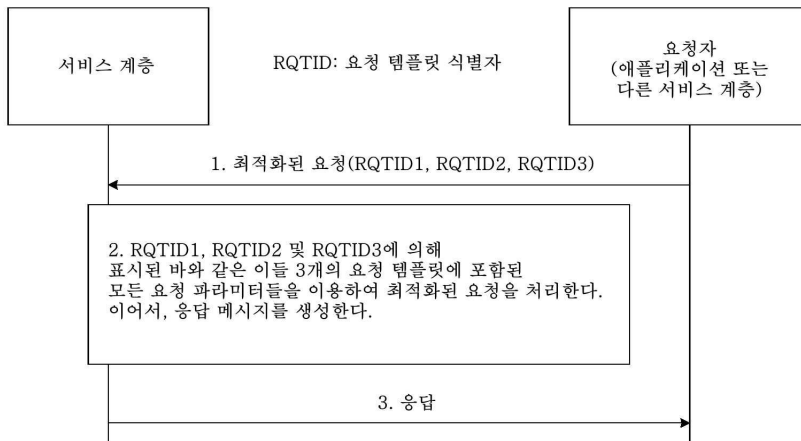 서비스 계층
RQTID: 요청 템플릿 식별자
요청자
(애플리케이션 또는
다른 서비스 계층)
1. 최적화된 요청(RQTID1, RQTID2, RQTID3)
2. RQTID1, RQTID2 및 RQTID3에 의해
표시된 바와 같은 이들 3개의 요청 템플릿에 포함된
모든 요청 파라미터들을 이용하여 최적화된 요청을 처리한다.
이어서, 응답 메시지를 생성한다.
3. 응답